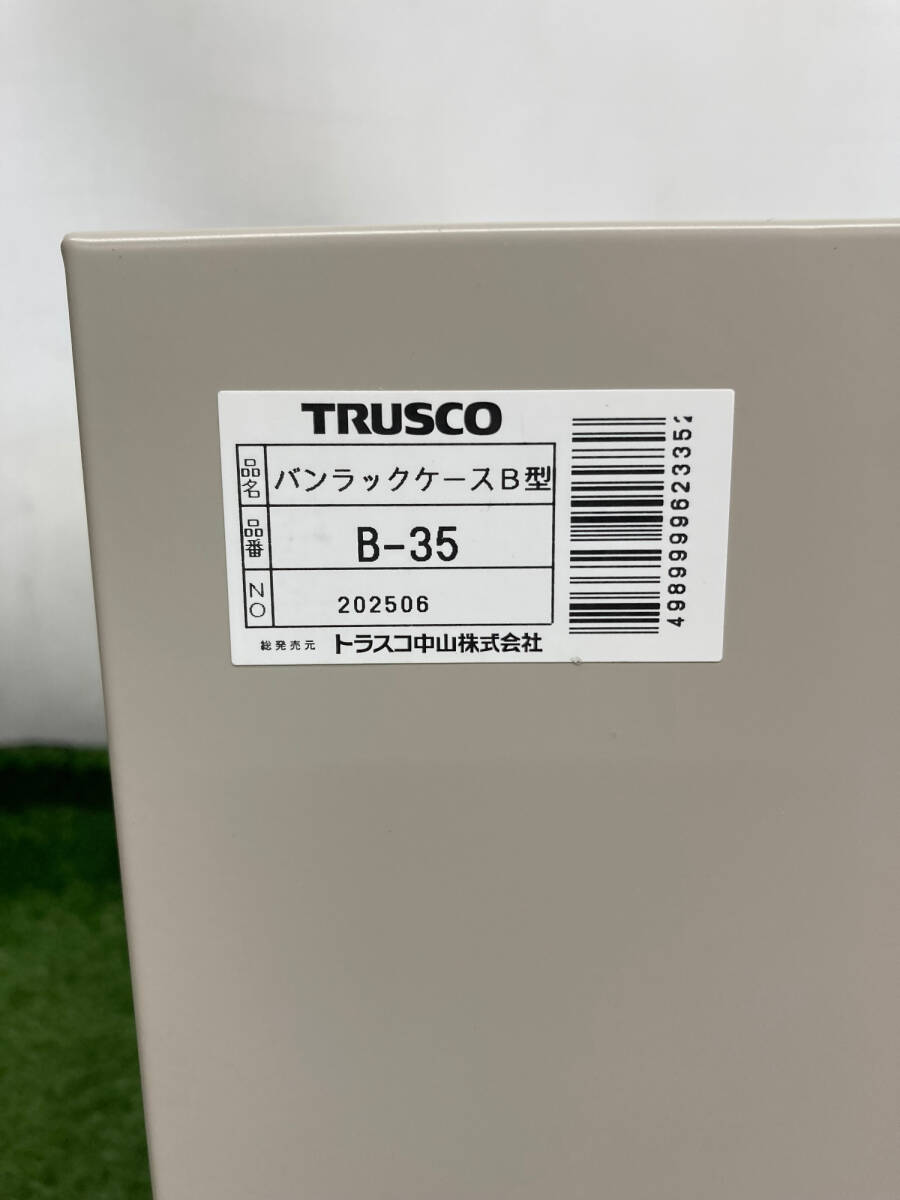 TRUSCO
品名 バンラックケースB型
品番 B-35
NO 202506
総発売元 トラスコ中山株式会社
4989999623352